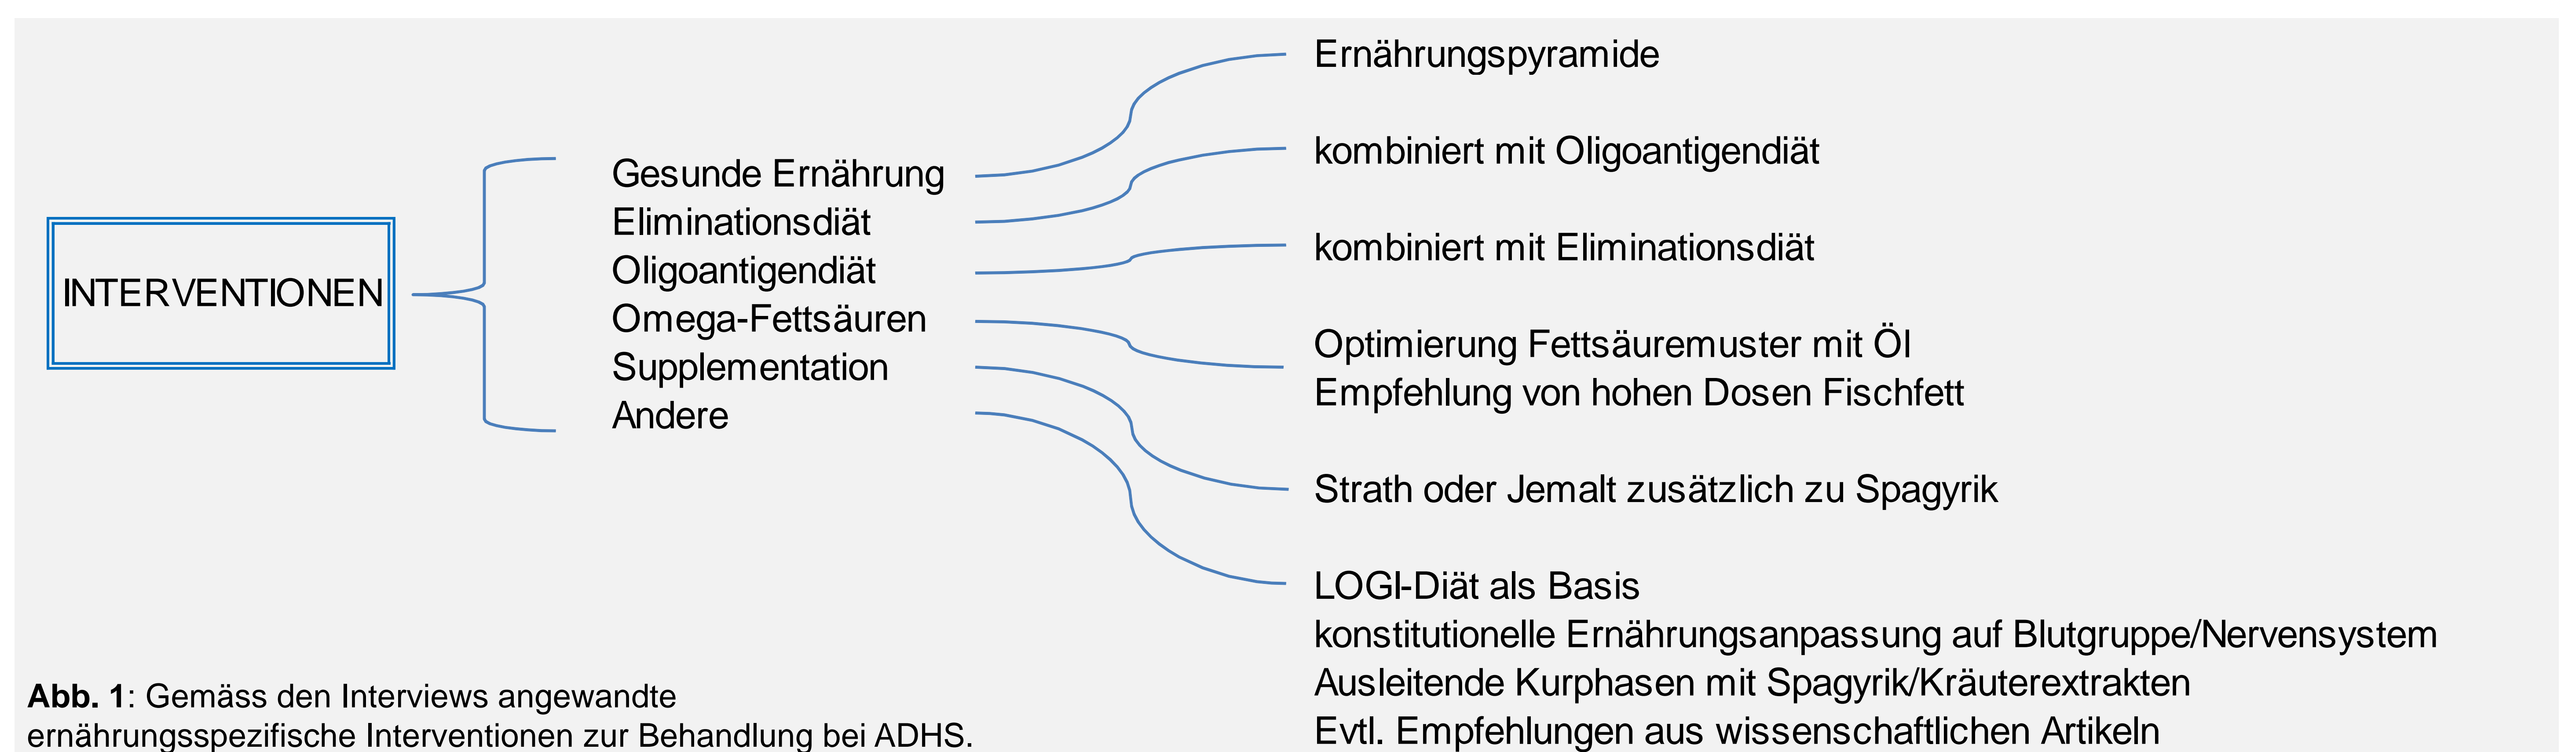 INTERVENTIONEN
Gesunde Ernährung
Eliminationsdiät
Oligoantigendiät
Omega-Fettsäuren
Supplementation
Andere
Ernährungspyramide
kombiniert mit Oligoantigendiät
kombiniert mit Eliminationsdiät
Optimierung Fettsäuremuster mit Öl
Empfehlung von hohen Dosen Fischfett
Strath oder Jemalt zusätzlich zu Spagyrik
LOGI-Diät als Basis
konstitutionelle Ernährungsanpassung auf Blutgruppe/Nervensystem
Ausleitende Kurphasen mit Spagyrik/Kräuterextrakten
Evtl. Empfehlungen aus wissenschaftlichen Artikeln
Abb. 1: Gemäss den Interviews angewandte
ernährungsspezifische Interventionen zur Behandlung bei ADHS.